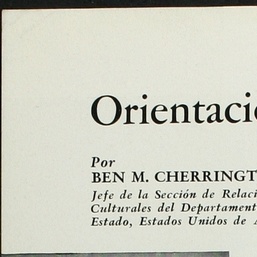 Orientacio
Por
BEN M. CHERRINGT
Jefe de la Sección de Relaci
Culturales del Departament
Estado, Estados Unidos de A